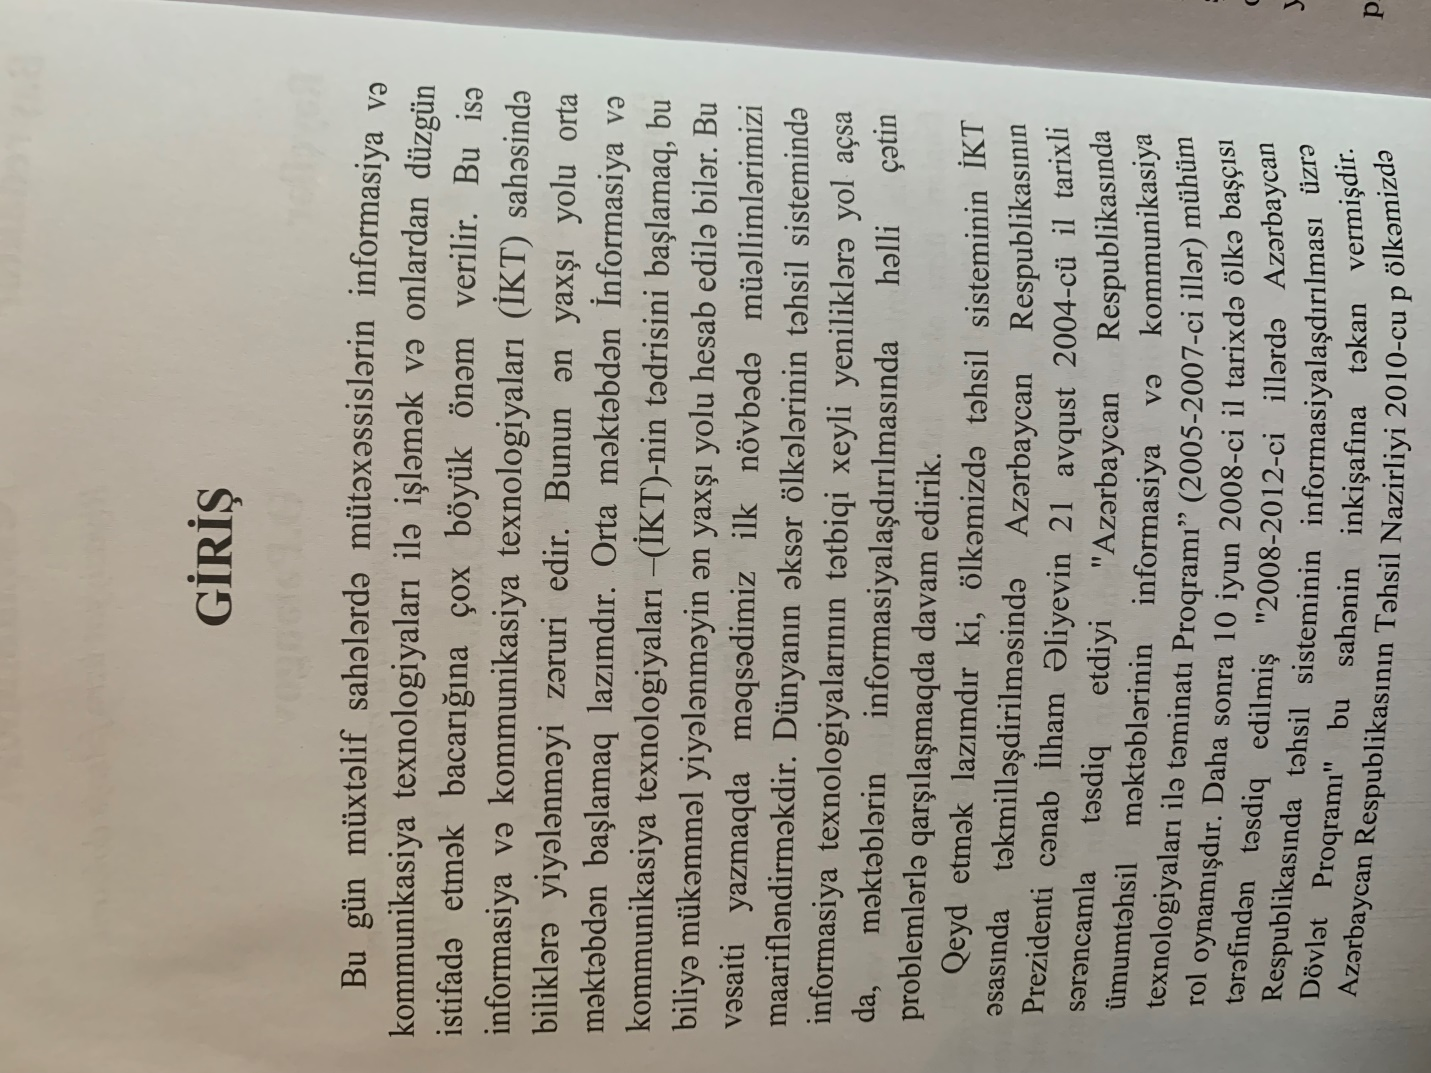 GİRİŞ
Bu gün müxtəlif sahələrdə mütəxəssislərin informasiya və
kommunikasiya texnologiyaları ilə işləmək və onlardan düzgün
istifadə etmək bacarığına çox böyük önəm verilir. Bu isə
informasiya və kommunikasiya texnologiyaları (İKT) sahəsində
biliklərə yiyələnməyi zəruri edir. Bunun ən yaxşı yolu orta
məktəbdən başlamaq lazımdır. Orta məktəbdən İnformasiya və
kommunikasiya texnologiyaları –(İKT)-nin tədrisini başlamaq, bu
biliyə mükəmməl yiyələnməyin ən yaxşı yolu hesab edilə bilər. Bu
vəsaiti yazmaqda məqsədimiz ilk növbədə müəllimlərimizi
maarifləndirməkdir. Dünyanın əksər ölkələrinin təhsil sistemində
informasiya texnologiyalarının tətbiqi xeyli yeniliklərə yol açsa
da, məktəblərin informasiyalaşdırılmasında həlli çətin
problemlərlə qarşılaşmaqda davam edirik.
Qeyd etmək lazımdır ki, ölkəmizdə təhsil sisteminin İKT
əsasında təkmilləşdirilməsində Azərbaycan Respublikasının
Prezidenti cənab İlham Əliyevin 21 avqust 2004-cü il tarixli
sərəncamla təsdiq etdiyi "Azərbaycan Respublikasında
ümumtəhsil məktəblərinin informasiya və kommunikasiya
texnologiyaları ilə təminatı Proqramı” (2005-2007-ci illər) mühüm
rol oynamışdır. Daha sonra 10 iyun 2008-ci il tarixdə ölkə başçısı
tərəfindən təsdiq edilmiş "2008-2012-ci illərdə Azərbaycan
Respublikasında təhsil sisteminin informasiyalaşdırılması üzrə
Dövlət Proqramı" bu sahənin inkişafına təkan vermişdir.
Azərbaycan Respublikasının Təhsil Nazirliyi 2010-cu p ölkəmizdə